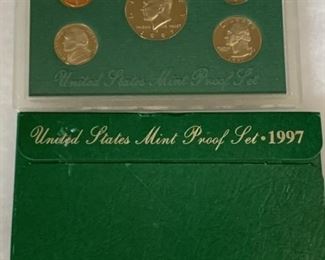 United States Mint Proof Set
United States Mint Proof Set • 1997